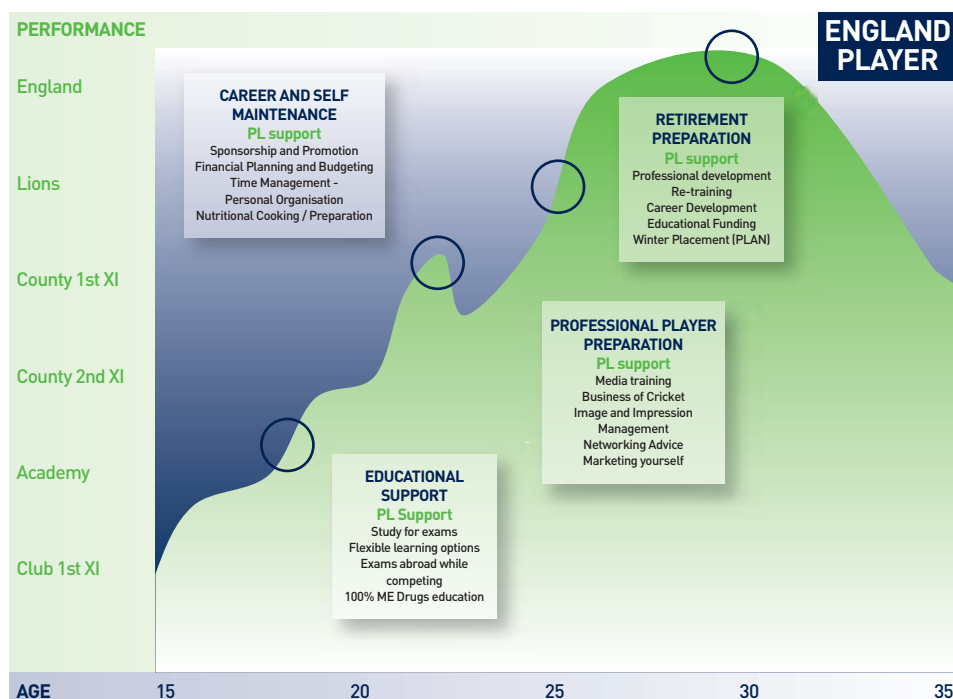 PERFORMANCE
ENGLAND
PLAYER
England
Lions
County 1st XI
County 2nd XI
Academy
Club 1st XI
CAREER AND SELF
MAINTENANCE
PL support
Sponsorship and Promotion
Financial Planning and Budgeting
Time Management -
Personal Organisation
Nutritional Cooking / Preparation
RETIREMENT
PREPARATION
PL support
Professional development
Re-training
Career Development
Educational Funding
Winter Placement (PLAN)
PROFESSIONAL PLAYER
PREPARATION
PL support
Media training
Business of Cricket
Image and Impression
Management
Networking Advice
Marketing yourself
EDUCATIONAL
SUPPORT
PL Support
Study for exams
Flexible learning options
Exams abroad while
competing
100% ME Drugs education
AGE 15 20 25 30 35